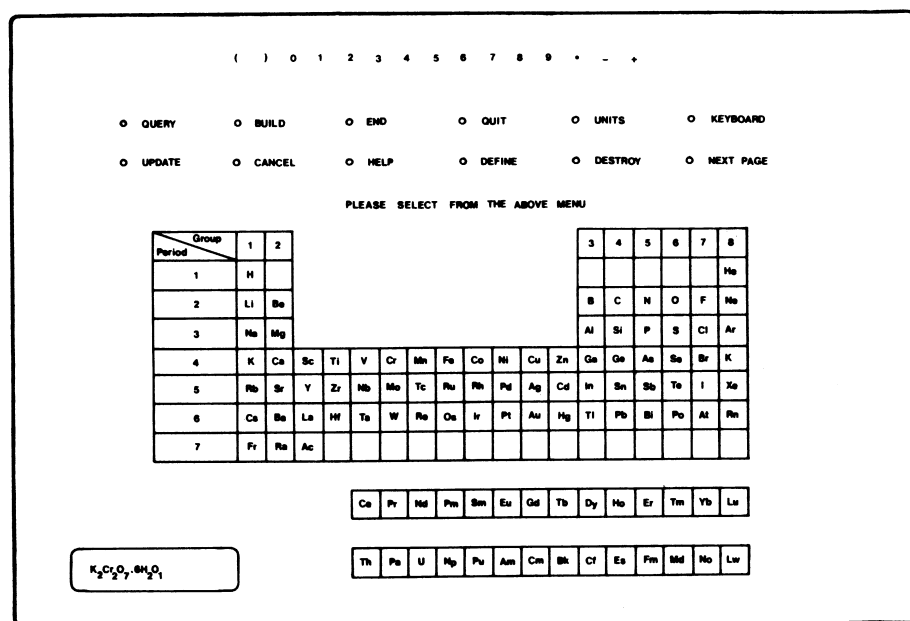 ( ) 0 1 2 3 4 5 6 7 8 9 • – +
QUERY BUILD END QUIT UNITS KEYBOARD
UPDATE CANCEL HELP DEFINE DESTROY NEXT PAGE
PLEASE SELECT FROM THE ABOVE MENU
Group
Period 1 2 3 4 5 6 7 8
1 H He
2 Li Be B C N O F Ne
3 Na Mg Al Si P S Cl Ar
4 K Ca Sc Ti V Cr Mn Fe Co Ni Cu Zn Ga Ge As Se Br K
5 Rb Sr Y Zr Nb Mo Tc Ru Rh Pd Ag Cd In Sn Sb Te I Xe
6 Cs Ba La Hf Ta W Re Os Ir Pt Au Hg Tl Pb Bi Po At Rn
7 Fr Ra Ac
Ce Pr Nd Pm Sm Eu Gd Tb Dy Ho Er Tm Yb Lu
Th Pa U Np Pu Am Cm Bk Cf Es Fm Md No Lw
K₂Cr₂O₇.6H₂O₁